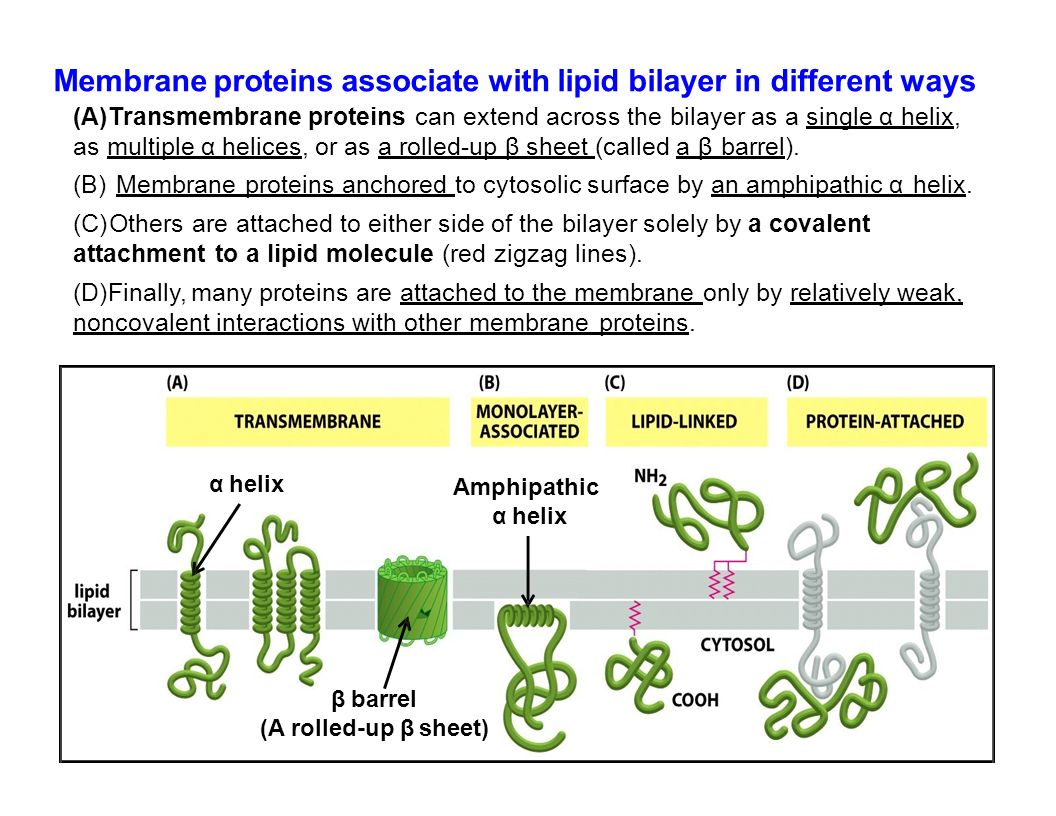 Membrane proteins associate with lipid bilayer in different ways
(A)Transmembrane proteins can extend across the bilayer as a single α helix,
as multiple α helices, or as a rolled-up β sheet (called a β barrel).
(B) Membrane proteins anchored to cytosolic surface by an amphipathic α helix.
(C)Others are attached to either side of the bilayer solely by a covalent
attachment to a lipid molecule (red zigzag lines).
(D)Finally, many proteins are attached to the membrane only by relatively weak,
noncovalent interactions with other membrane proteins.
(A) (B) (C) (D)
TRANSMEMBRANE
MONOLAYER-
ASSOCIATED
LIPID-LINKED
PROTEIN-ATTACHED
α helix
Amphipathic
α helix
NH2
lipid
bilayer
CYTOSOL
COOH
β barrel
(A rolled-up β sheet)